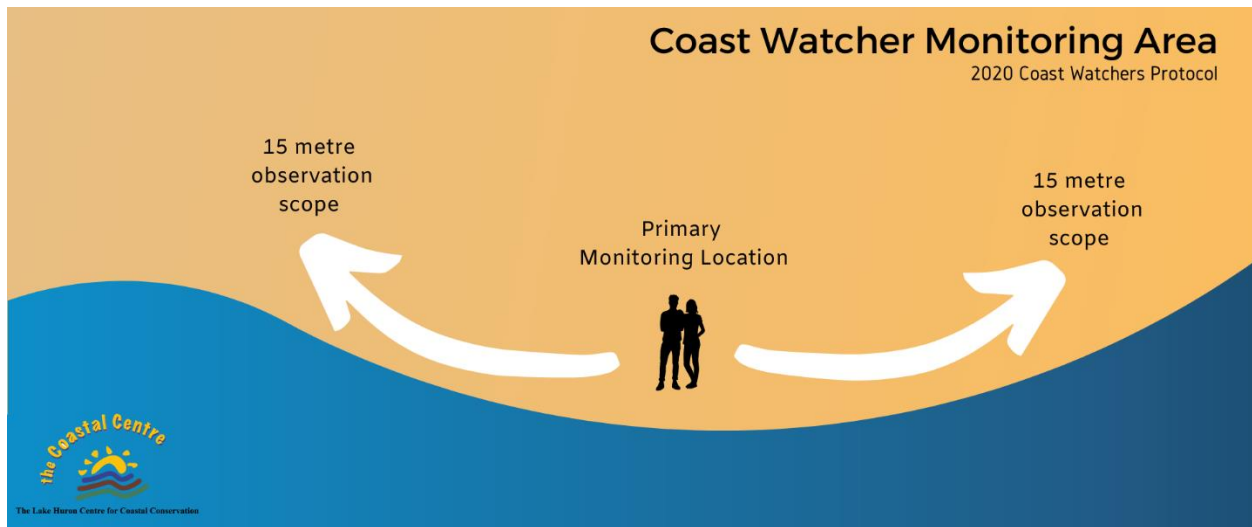 Coast Watcher Monitoring Area
2020 Coast Watchers Protocol
15 metre
observation
scope
15 metre
observation
scope
Primary
Monitoring Location
the Coastal Centre
The Lake Huron Centre for Coastal Conservation